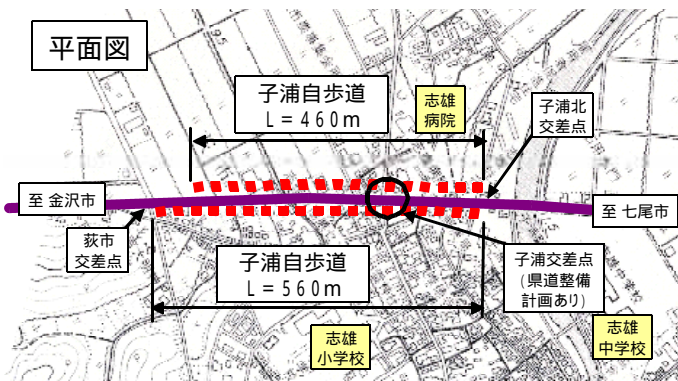 平面図
子浦自歩道
L=460m
志雄
病院
子浦北
交差点
至 金沢市
至 七尾市
荻市
交差点
子浦自歩道
L=560m
子浦交差点
(県道整備
計画あり)
志雄
小学校
志雄
中学校